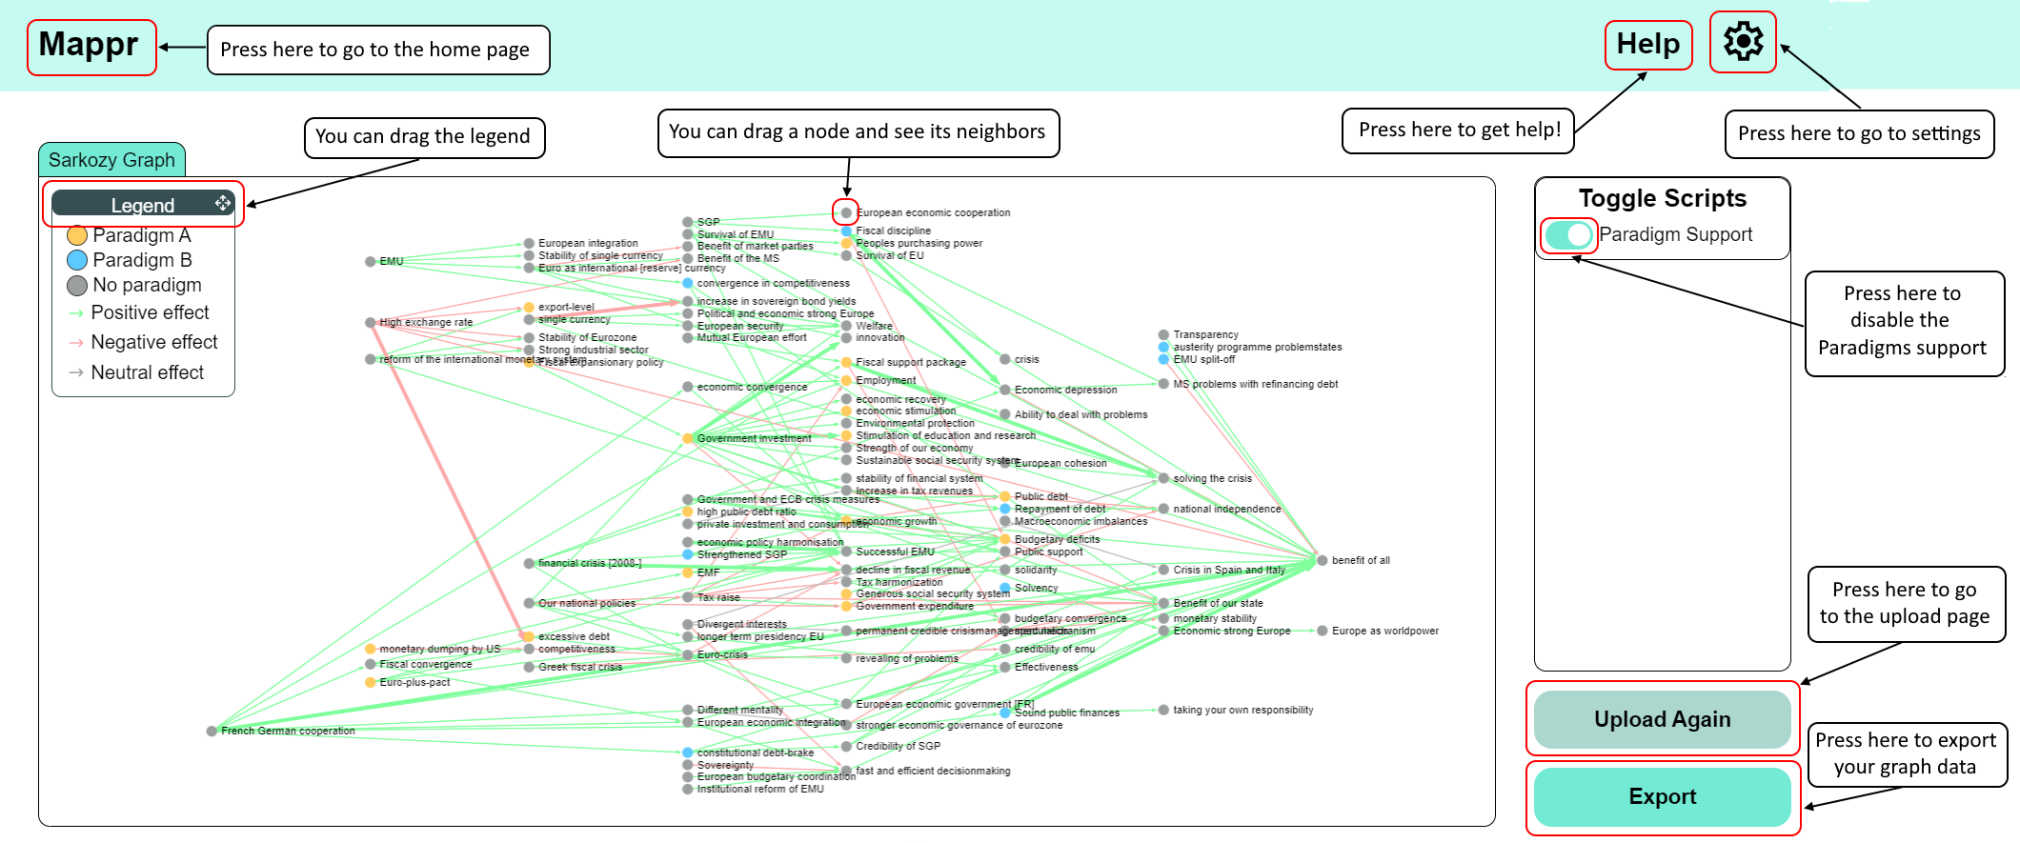 Mappr
Press here to go to the home page
Help
Press here to get help!
Press here to go to settings
You can drag the legend
You can drag a node and see its neighbors
Sarkozy Graph
Legend
Paradigm A
Paradigm B
No paradigm
Positive effect
Negative effect
Neutral effect
EMU
High exchange rate
reform of the international monetary system
monetary dumping by US
Fiscal convergence
Euro-plus-pact
French German cooperation
European integration
Stability of single currency
Euro as international [reserve] currency
export-level
single currency
Stability of Eurozone
Strong industrial sector
Fiscal expansionary policy
financial crisis [2008-]
Our national policies
excessive debt
competitiveness
Greek fiscal crisis
SGP
Survival of EMU
Benefit of market parties
Benefit of the MS
convergence in competitiveness
increase in sovereign bond yields
Political and economic strong Europe
European security
Mutual European effort
economic convergence
Government investment
Government and ECB crisis measures
high public debt ratio
private investment and consumption
economic policy harmonisation
Strengthened SGP
EMF
Tax raise
Divergent interests
longer term presidency EU
Euro-crisis
Different mentality
European economic integration
constitutional debt-brake
Sovereignty
European budgetary coordination
Institutional reform of EMU
European economic cooperation
Fiscal discipline
Peoples purchasing power
Survival of EU
Welfare
innovation
Fiscal support package
Employment
economic recovery
economic stimulation
Environmental protection
Stimulation of education and research
Strength of our economy
Sustainable social security system
stability of financial system
Increase in tax revenues
economic growth
Successful EMU
decline in fiscal revenue
Tax harmonization
Generous social security system
Government expenditure
permanent credible crisismanagement mechanism
revealing of problems
European economic government [FR]
stronger economic governance of eurozone
Credibility of SGP
fast and efficient decisionmaking
crisis
Economic depression
Ability to deal with problems
European cohesion
Public debt
Repayment of debt
Macroeconomic imbalances
Budgetary deficits
Public support
solidarity
Solvency
budgetary convergence
credibility of emu
Effectiveness
Sound public finances
Transparency
austerity programme problemstates
EMU split-off
MS problems with refinancing debt
solving the crisis
national independence
Crisis in Spain and Italy
Benefit of our state
monetary stability
Economic strong Europe
taking your own responsibility
benefit of all
Europe as worldpower
Toggle Scripts
Paradigm Support
Press here to
disable the
Paradigms support
Press here to go
to the upload page
Upload Again
Press here to export
your graph data
Export